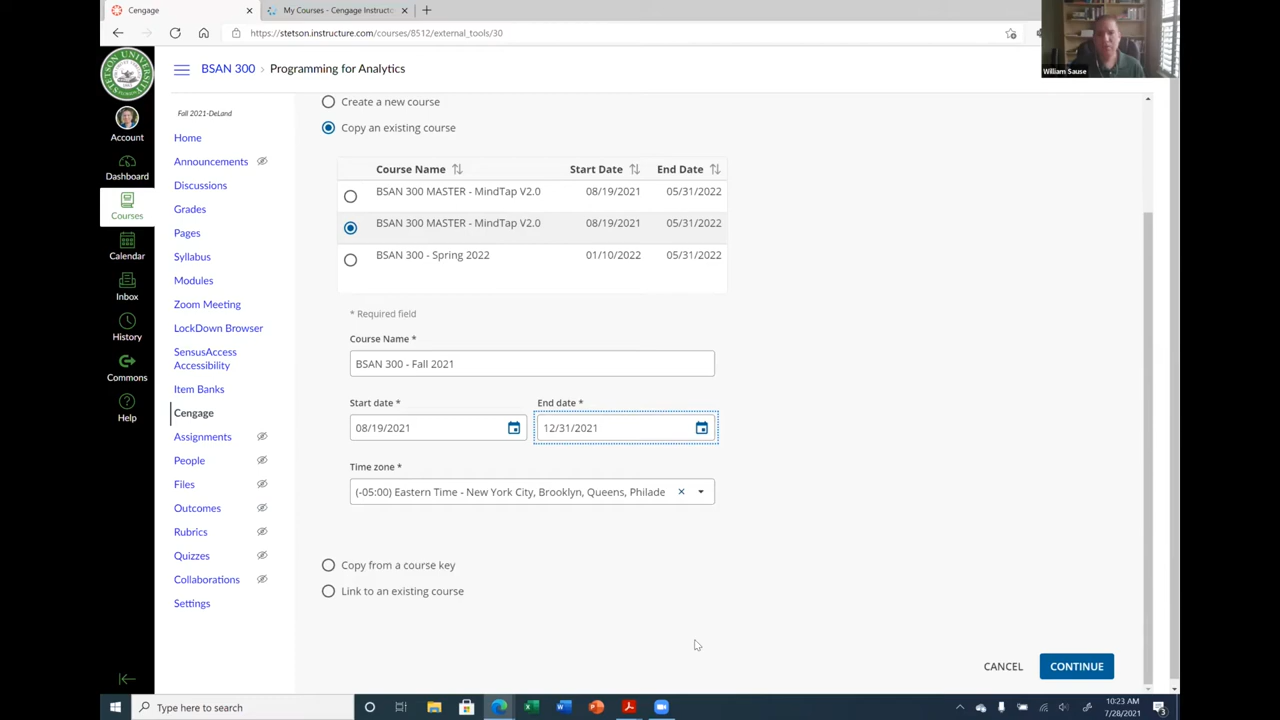 Cengage
My Courses - Cengage Instructo
https://stetson.instructure.com/courses/8512/external_tools/30
William Sause
STETSON UNIVERSITY
BSAN 300 > Programming for Analytics
Account
Dashboard
Courses
Calendar
Inbox
History
Commons
Help
Fall 2021-DeLand
Home
Announcements
Discussions
Grades
Pages
Syllabus
Modules
Zoom Meeting
LockDown Browser
SensusAccess
Accessibility
Item Banks
Cengage
Assignments
People
Files
Outcomes
Rubrics
Quizzes
Collaborations
Settings
Create a new course
Copy an existing course
Course Name Start Date End Date
BSAN 300 MASTER - MindTap V2.0 08/19/2021 05/31/2022
BSAN 300 MASTER - MindTap V2.0 08/19/2021 05/31/2022
BSAN 300 - Spring 2022 01/10/2022 05/31/2022
* Required field
Course Name *
BSAN 300 - Fall 2021
Start date * End date *
08/19/2021 12/31/2021
Time zone *
(-05:00) Eastern Time - New York City, Brooklyn, Queens, Philade
Copy from a course key
Link to an existing course
CANCEL CONTINUE
Type here to search
10:23 AM
7/28/2021
3